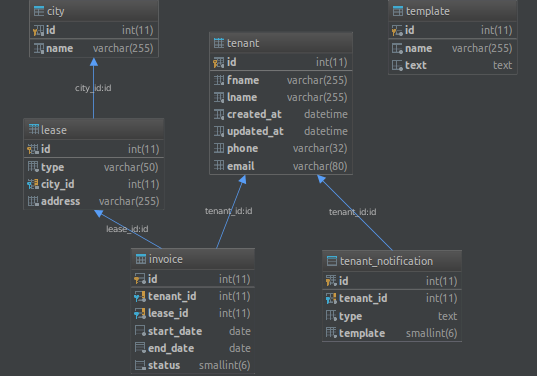 city
id int(11)
name varchar(255)
template
id int(11)
name varchar(255)
text text
tenant
id int(11)
fname varchar(255)
lname varchar(255)
created_at datetime
updated_at datetime
phone varchar(32)
email varchar(80)
city_id:id
lease
id int(11)
type varchar(50)
city_id int(11)
address varchar(255)
lease_id:id
tenant_id:id
tenant_id:id
invoice
id int(11)
tenant_id int(11)
lease_id int(11)
start_date date
end_date date
status smallint(6)
tenant_notification
id int(11)
tenant_id int(11)
type text
template smallint(6)